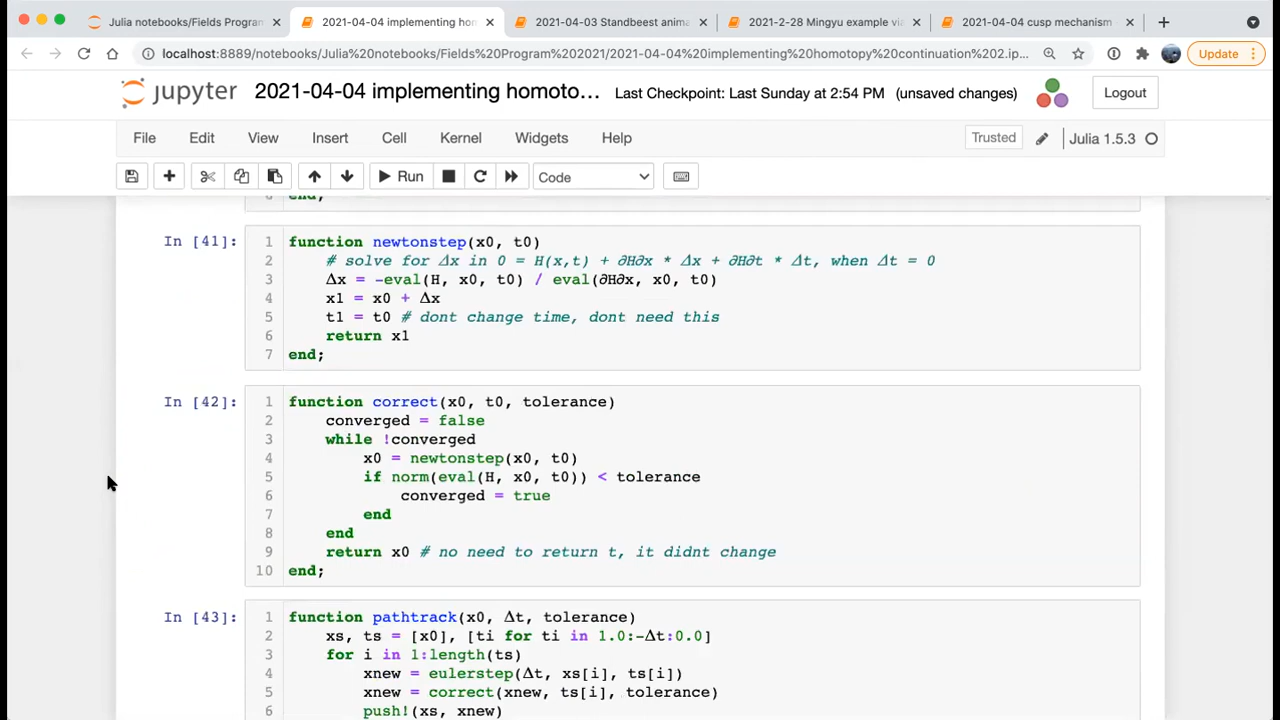 Julia notebooks/Fields Program
2021-04-04 implementing hom
2021-04-03 Standbeest anima
2021-2-28 Mingyu example via
2021-04-04 cusp mechanism
localhost:8889/notebooks/Julia%20notebooks/Fields%20Program%202021/2021-04-04%20implementing%20homotopy%20continuation%202.ip...
Update
jupyter
2021-04-04 implementing homoto...
Last Checkpoint: Last Sunday at 2:54 PM (unsaved changes)
Logout
File Edit View Insert Cell Kernel Widgets Help
Trusted
Julia 1.5.3
Run
Code
6 end;
In [41]:
1 function newtonstep(x0, t0)
2 # solve for Δx in 0 = H(x,t) + ∂H∂x * Δx + ∂H∂t * Δt, when Δt = 0
3 Δx = -eval(H, x0, t0) / eval(∂H∂x, x0, t0)
4 x1 = x0 + Δx
5 t1 = t0 # dont change time, dont need this
6 return x1
7 end;
In [42]:
1 function correct(x0, t0, tolerance)
2 converged = false
3 while !converged
4 x0 = newtonstep(x0, t0)
5 if norm(eval(H, x0, t0)) < tolerance
6 converged = true
7 end
8 end
9 return x0 # no need to return t, it didnt change
10 end;
In [43]:
1 function pathtrack(x0, Δt, tolerance)
2 xs, ts = [x0], [ti for ti in 1.0:-Δt:0.0]
3 for i in 1:length(ts)
4 xnew = eulerstep(Δt, xs[i], ts[i])
5 xnew = correct(xnew, ts[i], tolerance)
6 push!(xs, xnew)